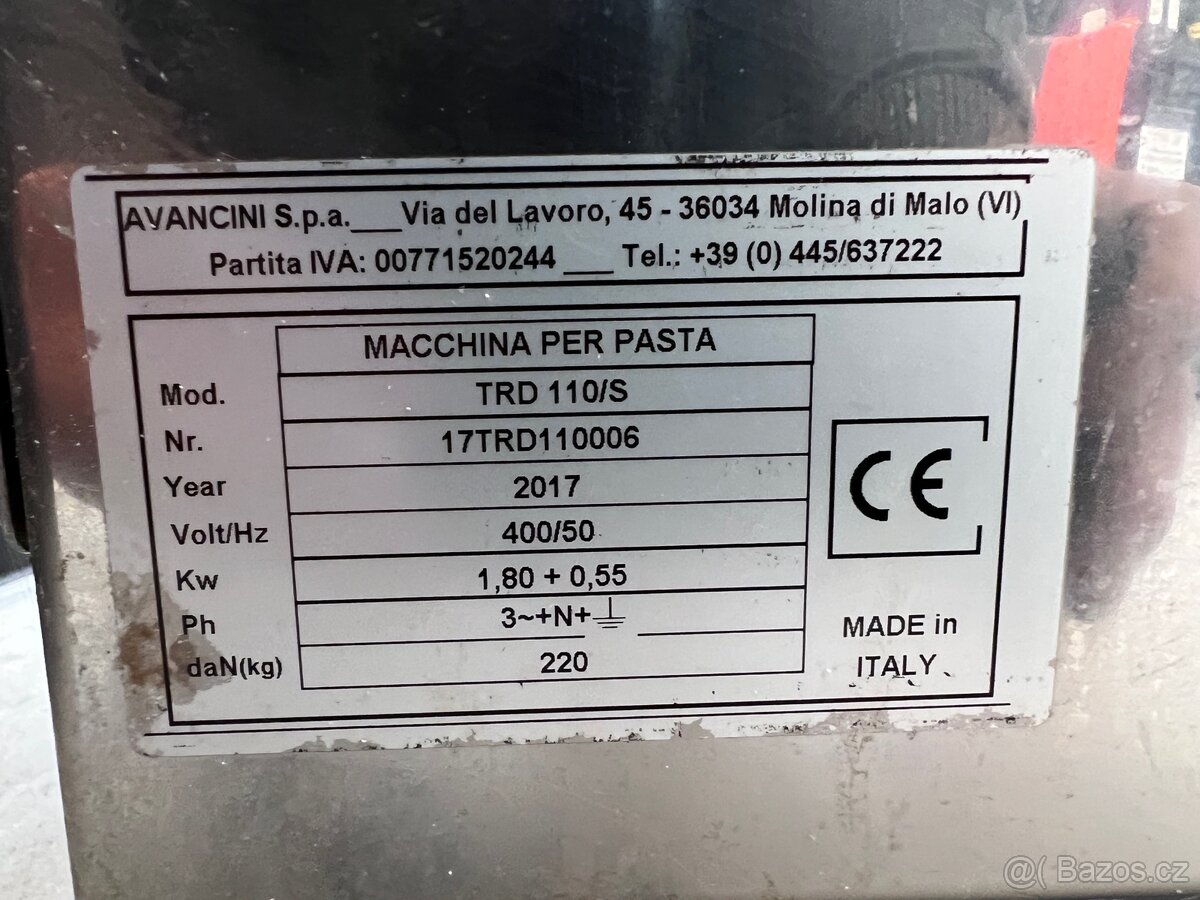 AVANCINI S.p.a.___Via del Lavoro, 45 - 36034 Molina di Malo (VI)
Partita IVA: 00771520244 ___ Tel.: +39 (0) 445/637222
MACCHINA PER PASTA
Mod. TRD 110/S
Nr. 17TRD110006
Year 2017
Volt/Hz 400/50
Kw 1,80 + 0,55
Ph 3~+N+⏚
daN(kg) 220
CE
MADE in
ITALY
@( Bazos.cz